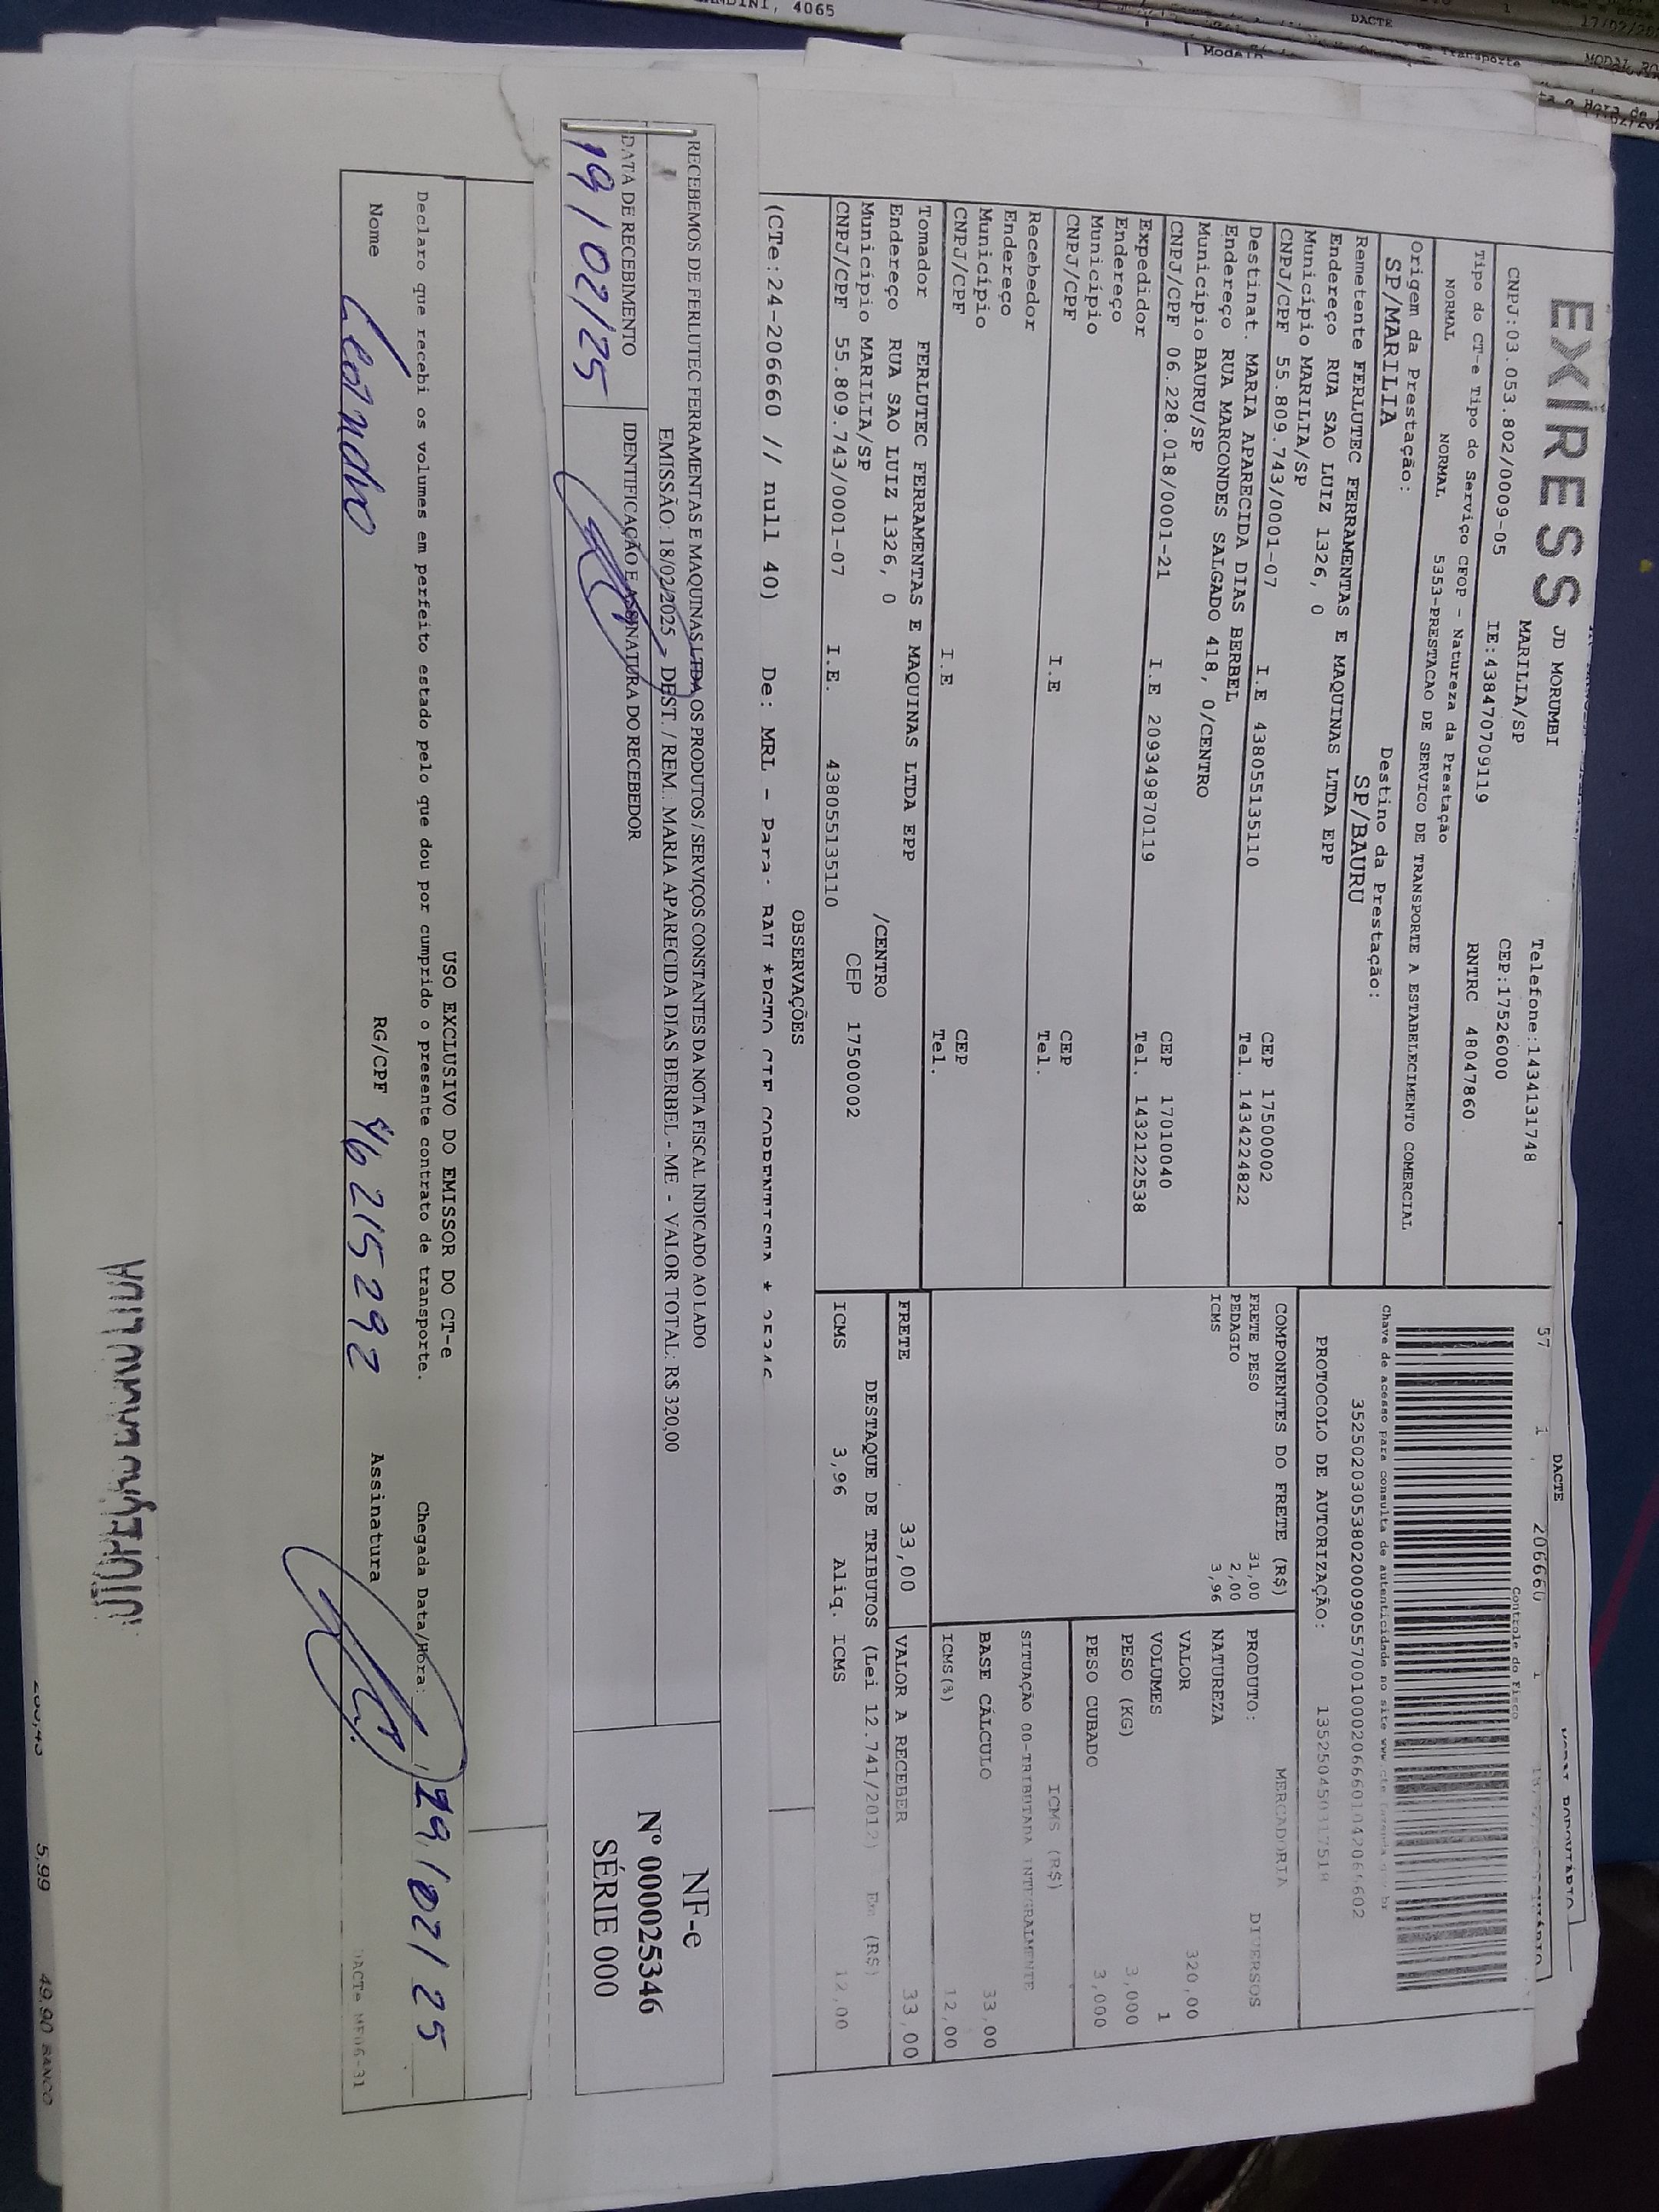 EXPRESS
JD MORUMBI
MARILIA/SP
Telefone:1434131748
CEP:17526000
CNPJ:03.053.802/0009-05 IE:438470709119 RNTRC 48047860
Tipo do CT-e Tipo do Serviço CFOP - Natureza da Prestação
NORMAL NORMAL 5353-PRESTACAO DE SERVICO DE TRANSPORTE A ESTABELECIMENTO COMERCIAL
Origem da Prestação: Destino da Prestação:
SP/MARILIA SP/BAURU
Remetente FERLUTEC FERRAMENTAS E MAQUINAS LTDA EPP
Endereço RUA SAO LUIZ 1326, 0
Município MARILIA/SP CEP 17500002
CNPJ/CPF 55.809.743/0001-07 I.E 438055135110 Tel. 1434224822
Destinat. MARIA APARECIDA DIAS BERBEL
Endereço RUA MARCONDES SALGADO 418, 0/CENTRO
Município BAURU/SP CEP 17010040
CNPJ/CPF 06.228.018/0001-21 I.E 209349870119 Tel. 1432122538
Expedidor
Endereço
Município CEP
CNPJ/CPF I.E Tel.
Recebedor
Endereço
Município CEP
CNPJ/CPF I.E Tel.
Tomador FERLUTEC FERRAMENTAS E MAQUINAS LTDA EPP
Endereço RUA SAO LUIZ 1326, 0 /CENTRO
Município MARILIA/SP CEP 17500002
CNPJ/CPF 55.809.743/0001-07 I.E. 438055135110
DACTE
57 1 206660 1
Controle do Fisco
Chave de acesso para consulta de autenticidade no site
PROTOCOLO DE AUTORIZAÇÃO:
COMPONENTES DO FRETE (R$)
FRETE PESO 31,00
PEDAGIO 2,00
ICMS 3,96
MERCADORIA
PRODUTO: DIVERSOS
NATUREZA
VALOR 320,00
VOLUMES 1
PESO (KG) 3,000
PESO CUBADO 3,000
ICMS (R$)
SITUAÇÃO 00-TRIBUTADA INTEGRALMENTE
BASE CÁLCULO 33,00
ICMS(%) 12,00
FRETE 33,00 VALOR A RECEBER 33,00
DESTAQUE DE TRIBUTOS (Lei 12.741/2012) Em (R$)
ICMS 3,96 Aliq. ICMS 12,00
OBSERVAÇÕES
(CTe:24-206660 // null 40) De: MRL - Para: BAU *PGTO CIF CORRENTISTA * 25346
RECEBEMOS DE FERLUTEC FERRAMENTAS E MAQUINAS LTDA OS PRODUTOS / SERVIÇOS CONSTANTES DA NOTA FISCAL INDICADO AO LADO
EMISSÃO: 18/02/2025 - DEST. / REM.: MARIA APARECIDA DIAS BERBEL - ME - VALOR TOTAL: R$ 320,00
DATA DE RECEBIMENTO IDENTIFICAÇÃO E ASSINATURA DO RECEBEDOR
19/02/25
NF-e
Nº 000025346
SÉRIE 000
USO EXCLUSIVO DO EMISSOR DO CT-e
Declaro que recebi os volumes em perfeito estado pelo que dou por cumprido o presente contrato de transporte. Chegada Data/Hora: 19/02/25
Nome Leandro RG/CPF 46 215 292 Assinatura
5,99 49,90 BANCO